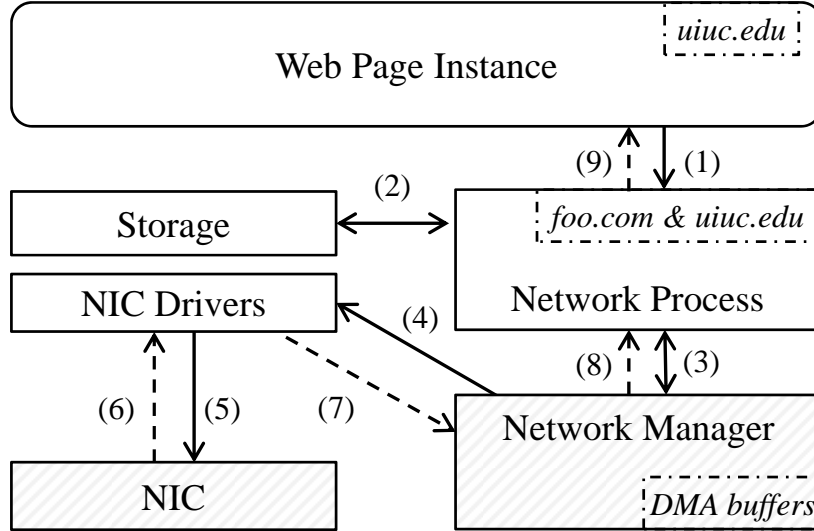 uiuc.edu
Web Page Instance
(9)
(1)
(2)
foo.com & uiuc.edu
Storage
Network Process
NIC Drivers
(4)
(8)
(3)
(6)
(5)
(7)
Network Manager
NIC
DMA buffers